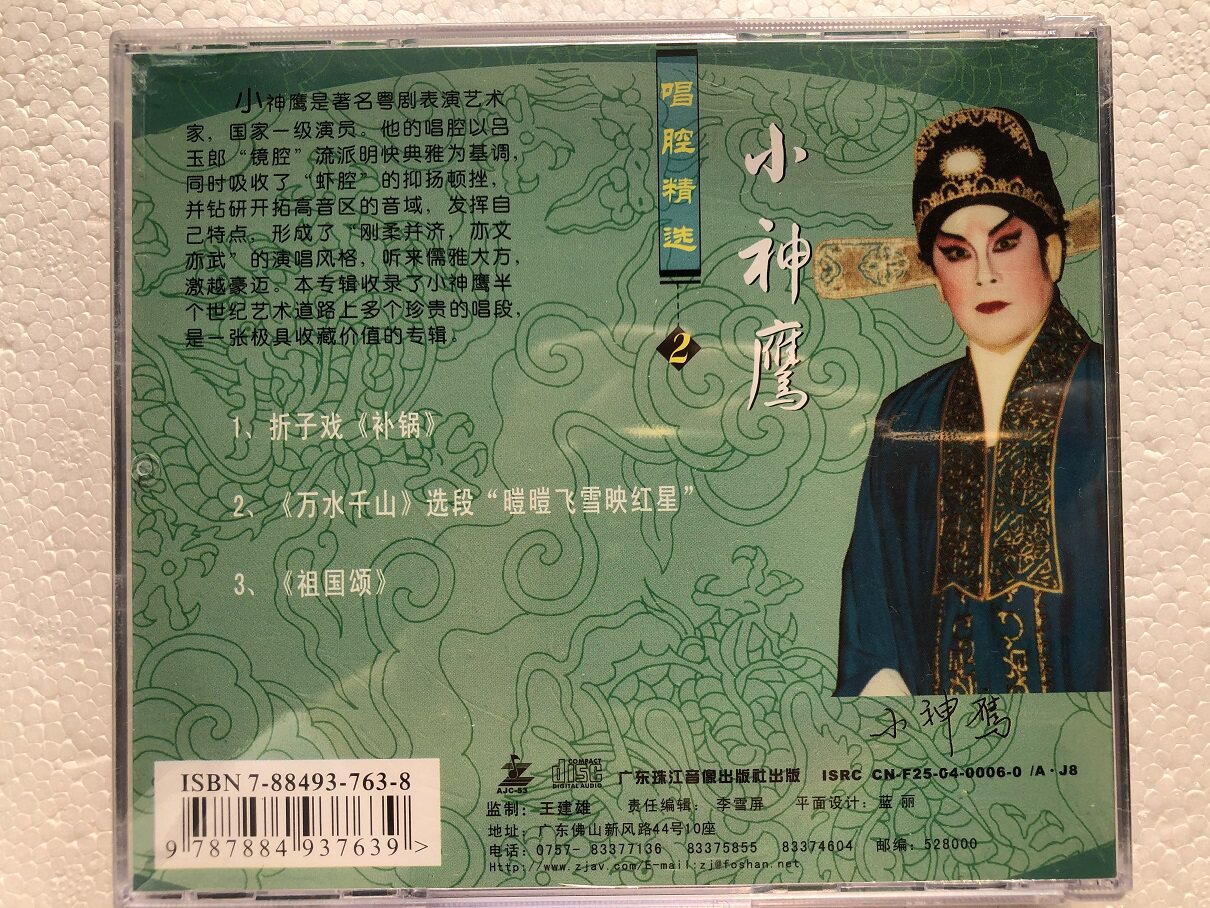 小神鹰是著名粤剧表演艺术
家，国家一级演员。他的唱腔以吕
玉郎“镜腔”流派明快典雅为基调，
同时吸收了“虾腔”的抑扬顿挫，
并钻研开拓高音区的音域，发挥自
己特点，形成了“刚柔并济，亦文
亦武”的演唱风格，听来儒雅大方，
激越豪迈。本专辑收录了小神鹰半
个世纪艺术道路上多个珍贵的唱段，
是一张极具收藏价值的专辑。
唱腔精选
2
小神鹰
1、折子戏《补锅》
2、《万水千山》选段“皑皑飞雪映红星”
3、《祖国颂》
小神鹰
ISBN 7-88493-763-8
9 787884 937639 >
AJC-53
COMPACT
disc
DIGITAL AUDIO
广东珠江音像出版社出版 ISRC CN-F25-04-0006-0 /A·J8
监制：王建雄 责任编辑：李雪屏 平面设计：蓝丽
地址：广东佛山新风路44号10座
电话：0757- 83377136 83375855 83374604 邮编：528000
Http://www.zjav.com/E-mail:zj@foshan.net